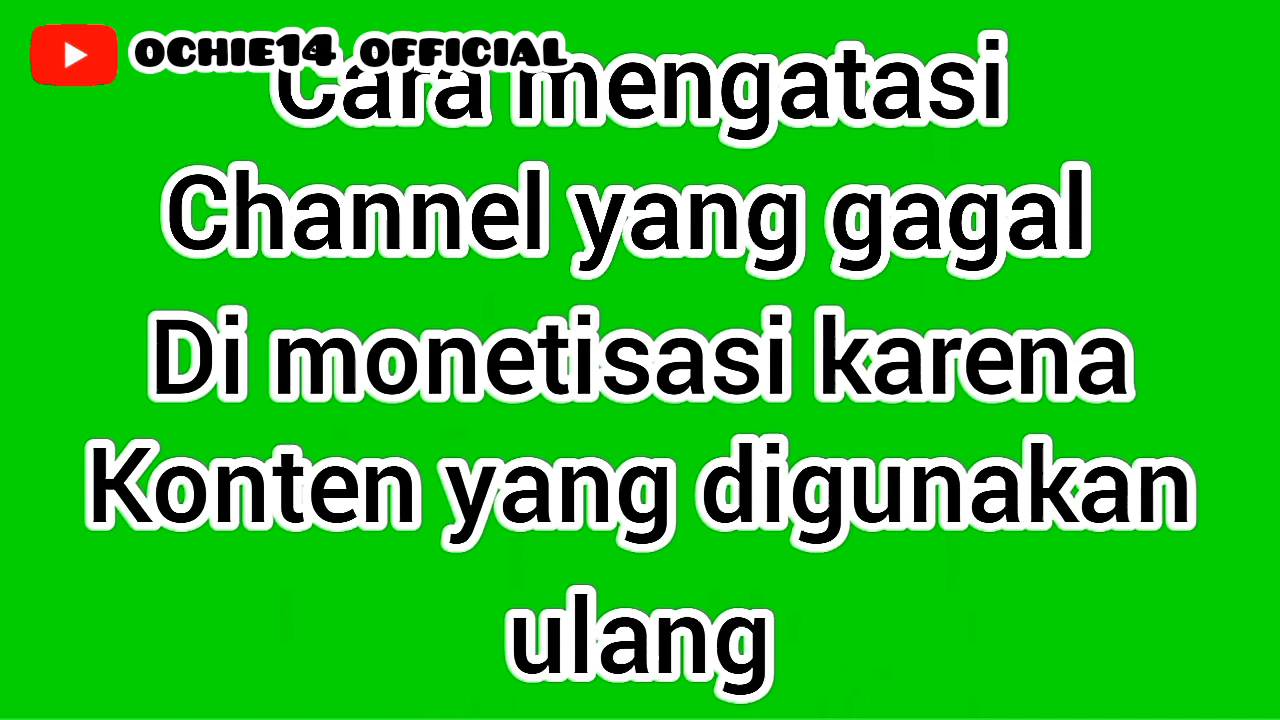 OCHIE14 OFFICIAL
Cara mengatasi
Channel yang gagal
Di monetisasi karena
Konten yang digunakan
ulang